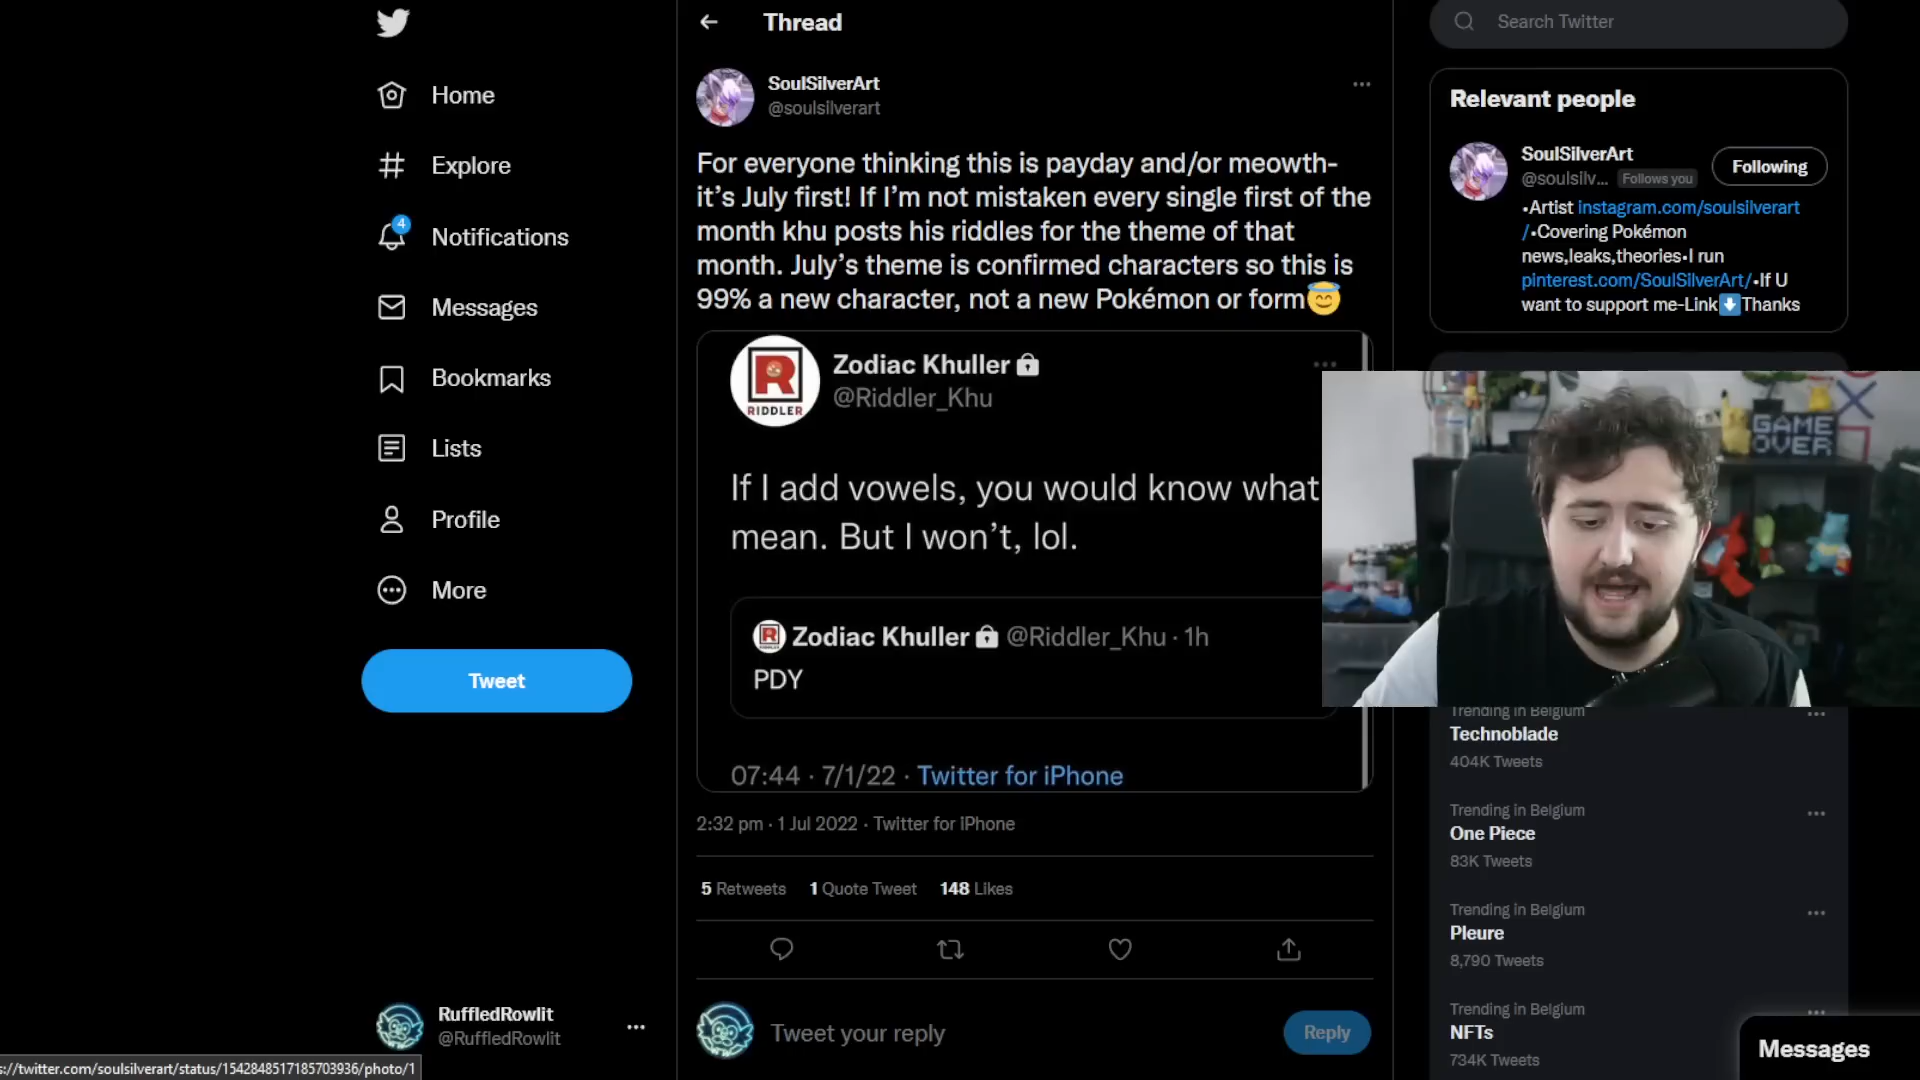 Home
Explore
4
Notifications
Messages
Bookmarks
Lists
Profile
More
Tweet
RuffledRowlit
@RuffledRowlit
s://twitter.com/soulsilverart/status/1542848517185703936/photo/1
Thread
SoulSilverArt
@soulsilverart
For everyone thinking this is payday and/or meowth-
it’s July first! If I’m not mistaken every single first of the
month khu posts his riddles for the theme of that
month. July’s theme is confirmed characters so this is
99% a new character, not a new Pokémon or form😇
R
RIDDLER
Zodiac Khuller
@Riddler_Khu
If I add vowels, you would know what
mean. But I won’t, lol.
Zodiac Khuller @Riddler_Khu · 1h
PDY
07:44 · 7/1/22 · Twitter for iPhone
2:32 pm · 1 Jul 2022 · Twitter for iPhone
5 Retweets 1 Quote Tweet 148 Likes
Tweet your reply
Reply
Search Twitter
Relevant people
SoulSilverArt
@soulsilv... Follows you
Following
•Artist instagram.com/soulsilverart
/•Covering Pokémon
news,leaks,theories•I run
pinterest.com/SoulSilverArt/•If U
want to support me-Link⬇️Thanks
GAME
OVER
Trending in Belgium
Technoblade
404K Tweets
Trending in Belgium
One Piece
83K Tweets
Trending in Belgium
Pleure
8,790 Tweets
Trending in Belgium
NFTs
734K Tweets
Messages